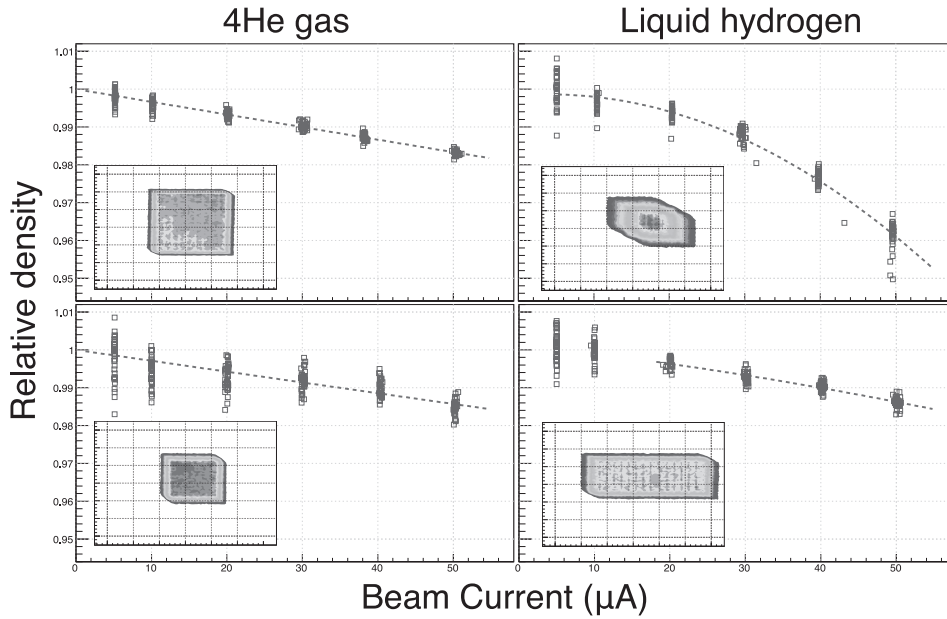 4He gas
Liquid hydrogen
Relative density
1.01
1
0.99
0.98
0.97
0.96
0.95
1.01
1
0.99
0.98
0.97
0.96
0.95
0 10 20 30 40 50
0 10 20 30 40 50
Beam Current (μA)